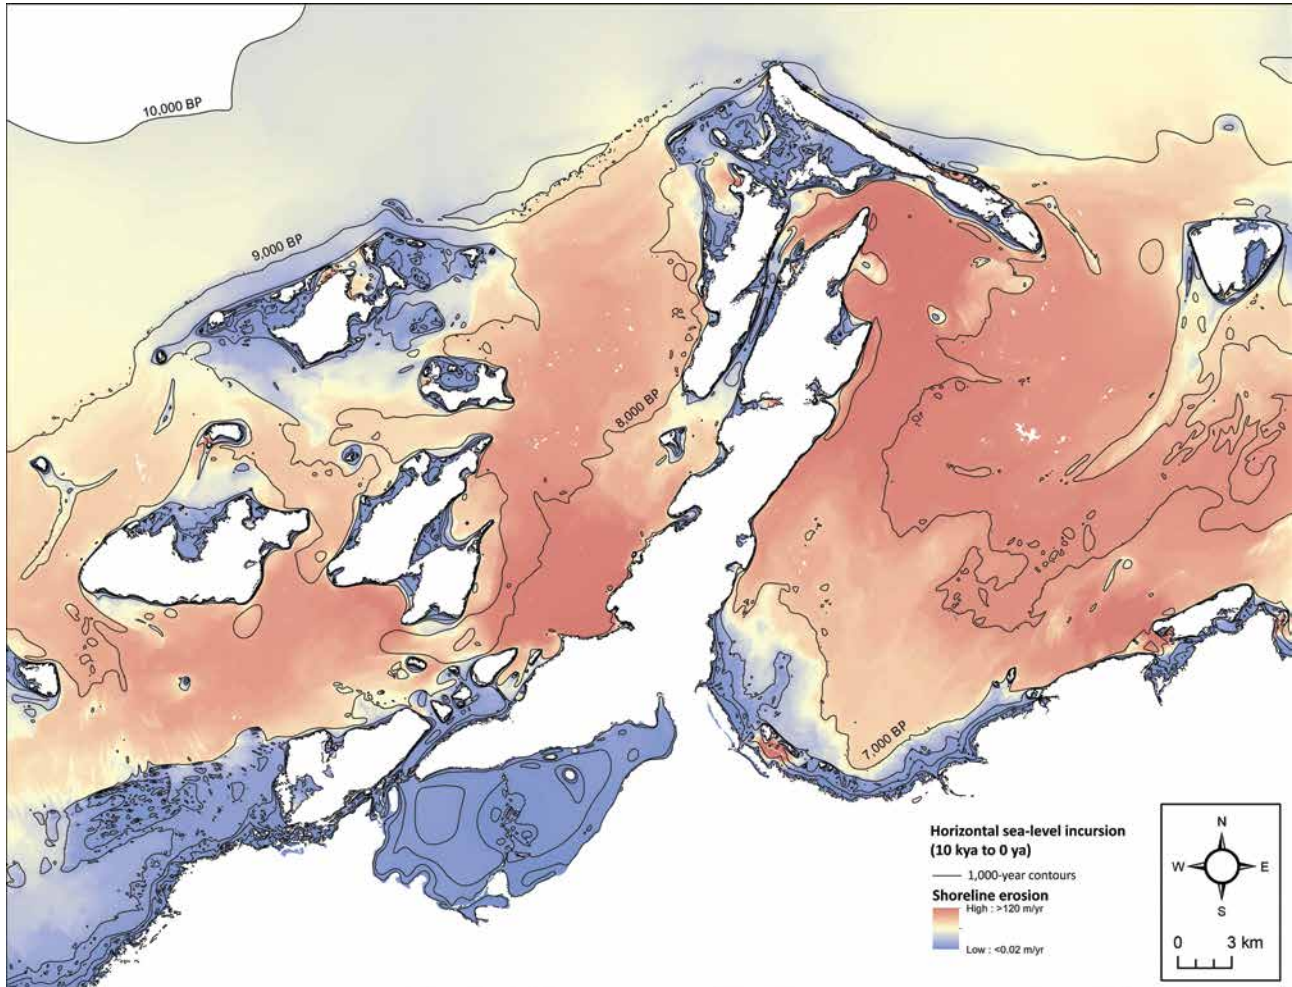 10,000 BP
9,000 BP
8,000 BP
7,000 BP
Horizontal sea-level incursion
(10 kya to 0 ya)
1,000-year contours
Shoreline erosion
High : >120 m/yr
Low : <0.02 m/yr
N
W E
S
0 3 km